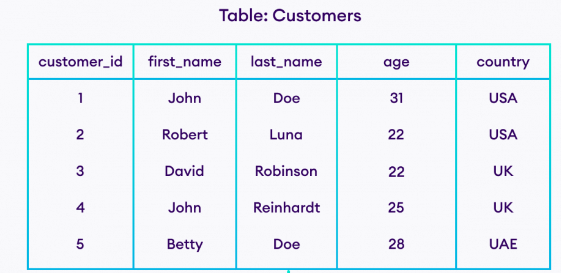 Table: Customers
customer_id first_name last_name age country
1 John Doe 31 USA
2 Robert Luna 22 USA
3 David Robinson 22 UK
4 John Reinhardt 25 UK
5 Betty Doe 28 UAE